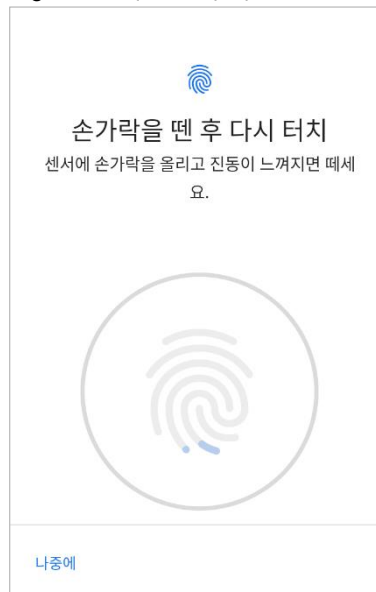 손가락을 뗀 후 다시 터치
센서에 손가락을 올리고 진동이 느껴지면 떼세
요.
나중에